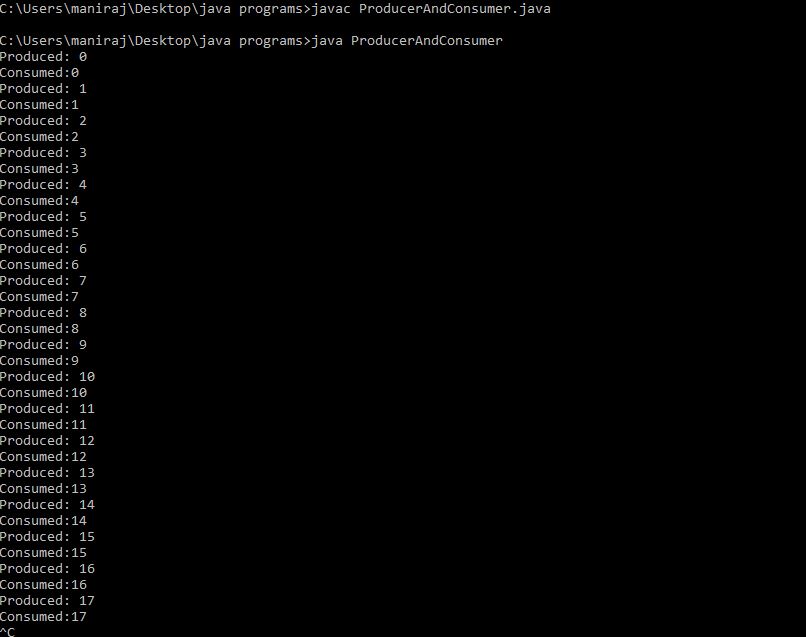 C:\Users\maniraj\Desktop\java programs>javac ProducerAndConsumer.java
C:\Users\maniraj\Desktop\java programs>java ProducerAndConsumer
Produced: 0
Consumed:0
Produced: 1
Consumed:1
Produced: 2
Consumed:2
Produced: 3
Consumed:3
Produced: 4
Consumed:4
Produced: 5
Consumed:5
Produced: 6
Consumed:6
Produced: 7
Consumed:7
Produced: 8
Consumed:8
Produced: 9
Consumed:9
Produced: 10
Consumed:10
Produced: 11
Consumed:11
Produced: 12
Consumed:12
Produced: 13
Consumed:13
Produced: 14
Consumed:14
Produced: 15
Consumed:15
Produced: 16
Consumed:16
Produced: 17
Consumed:17
^C